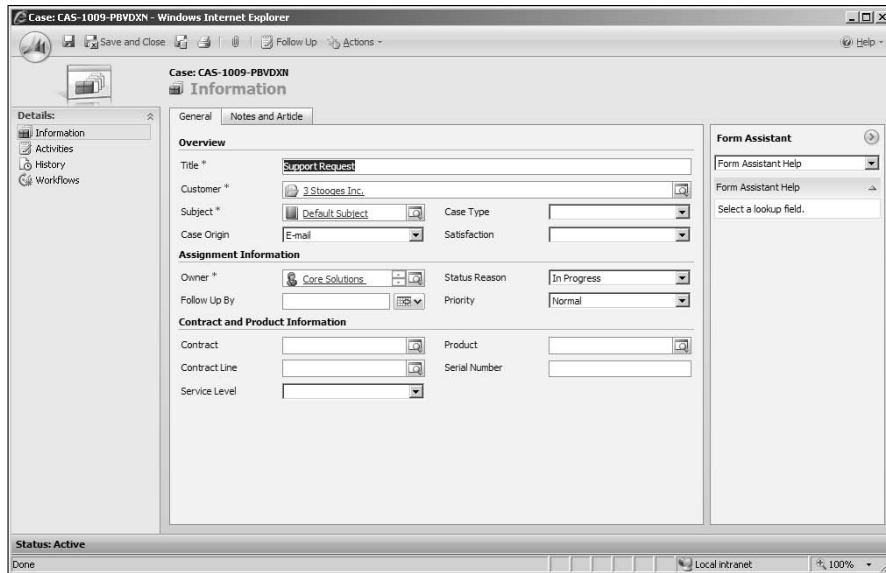 Case: CAS-1009-PBVDXN - Windows Internet Explorer
Save and Close Follow Up Actions Help
Case: CAS-1009-PBVDXN
Information
Details:
Information
Activities
History
Workflows
General Notes and Article
Overview
Title * Support Request
Customer * 3 Stooges Inc.
Subject * Default Subject Case Type
Case Origin E-mail Satisfaction
Assignment Information
Owner * Core Solutions Status Reason In Progress
Follow Up By Priority Normal
Contract and Product Information
Contract Product
Contract Line Serial Number
Service Level
Form Assistant
Form Assistant Help
Form Assistant Help
Select a lookup field.
Status: Active
Done Local intranet 100%